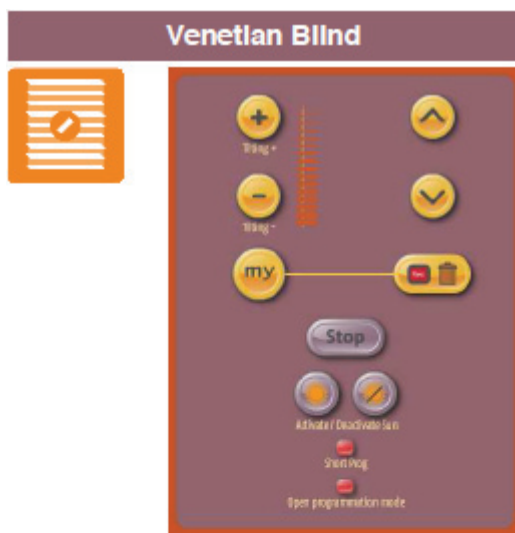 Venetian Blind
+
Tilting +
-
Tilting -
my
Stop
Activate / Deactivate Sun
Short Prog
Open programmation mode